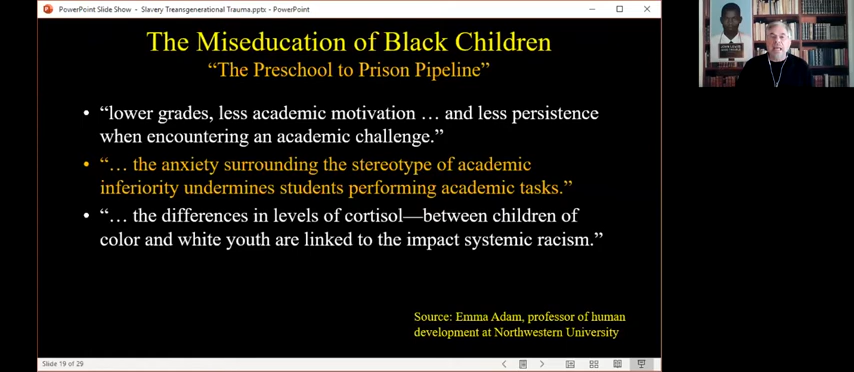 PowerPoint Slide Show - Slavery Treansgenerational Trauma.pptx - PowerPoint
The Miseducation of Black Children
“The Preschool to Prison Pipeline”
• “lower grades, less academic motivation … and less persistence
when encountering an academic challenge.”
• “… the anxiety surrounding the stereotype of academic
inferiority undermines students performing academic tasks.”
• “… the differences in levels of cortisol—between children of
color and white youth are linked to the impact systemic racism.”
Source: Emma Adam, professor of human
development at Northwestern University
Slide 19 of 29